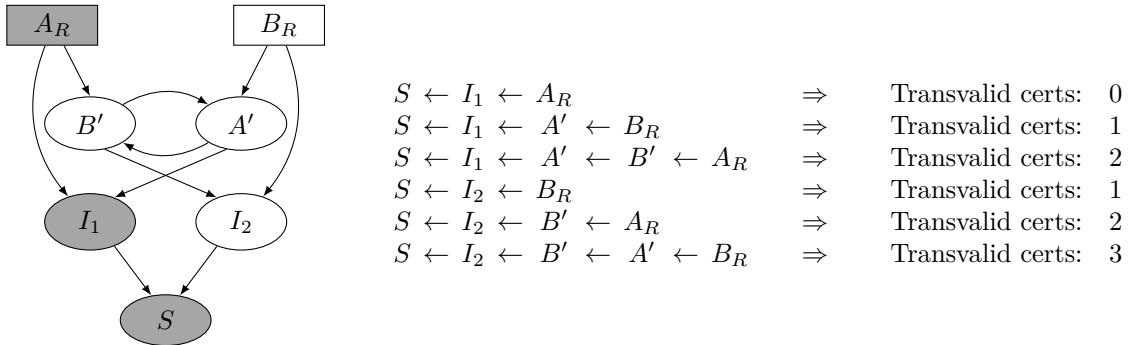 A_R
B_R
B′
A′
I_1
I_2
S
S ← I_1 ← A_R ⇒ Transvalid certs: 0
S ← I_1 ← A′ ← B_R ⇒ Transvalid certs: 1
S ← I_1 ← A′ ← B′ ← A_R ⇒ Transvalid certs: 2
S ← I_2 ← B_R ⇒ Transvalid certs: 1
S ← I_2 ← B′ ← A_R ⇒ Transvalid certs: 2
S ← I_2 ← B′ ← A′ ← B_R ⇒ Transvalid certs: 3